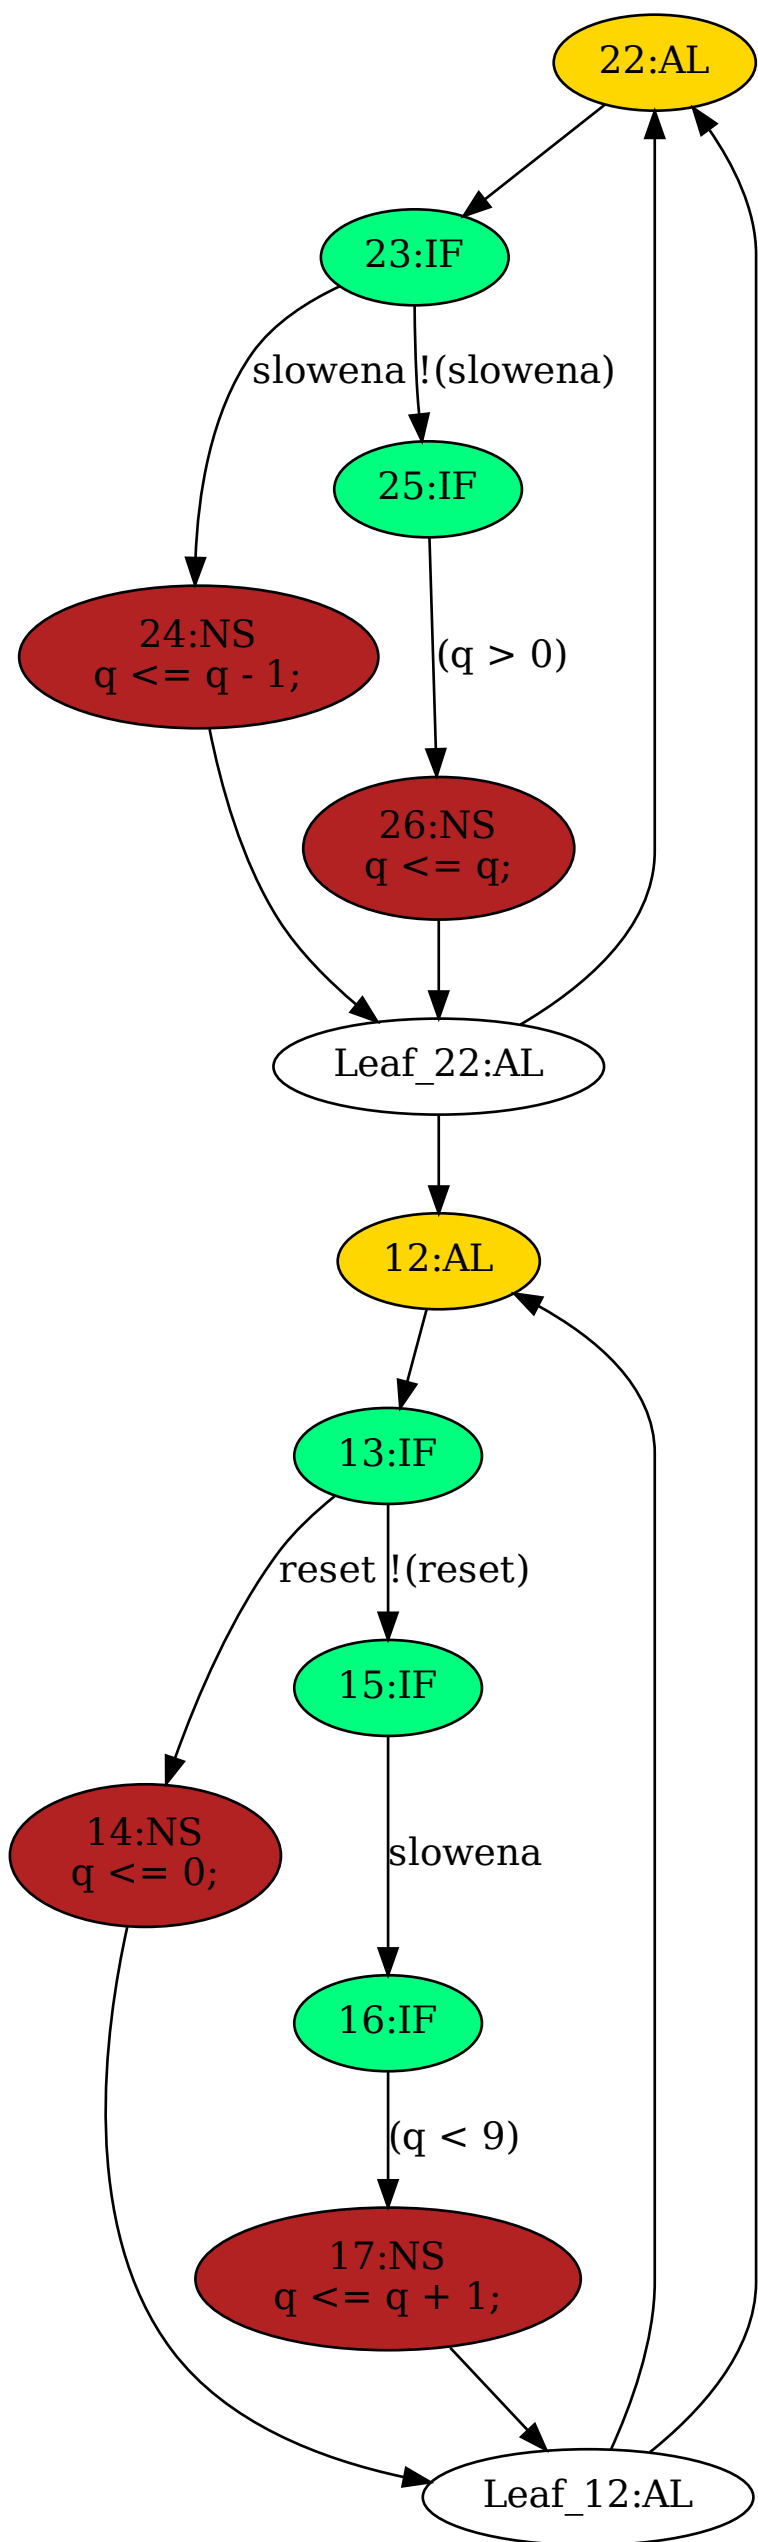 22:AL
23:IF
slowena
!(slowena)
25:IF
24:NS
q <= q - 1;
(q > 0)
26:NS
q <= q;
Leaf_22:AL
12:AL
13:IF
reset
!(reset)
15:IF
14:NS
q <= 0;
slowena
16:IF
(q < 9)
17:NS
q <= q + 1;
Leaf_12:AL